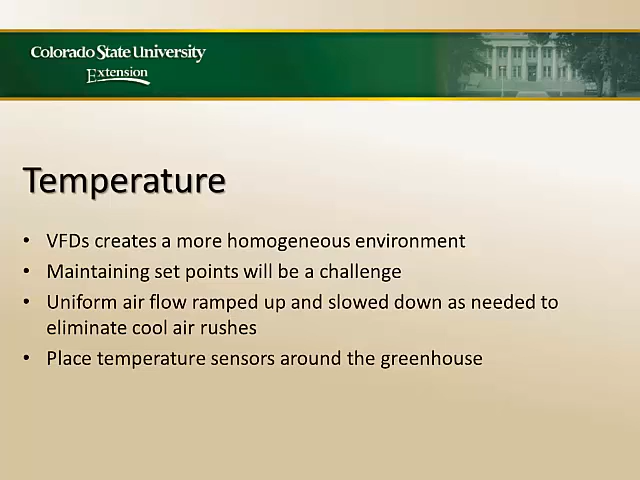 Colorado State University
Extension
Temperature
• VFDs creates a more homogeneous environment
• Maintaining set points will be a challenge
• Uniform air flow ramped up and slowed down as needed to
eliminate cool air rushes
• Place temperature sensors around the greenhouse